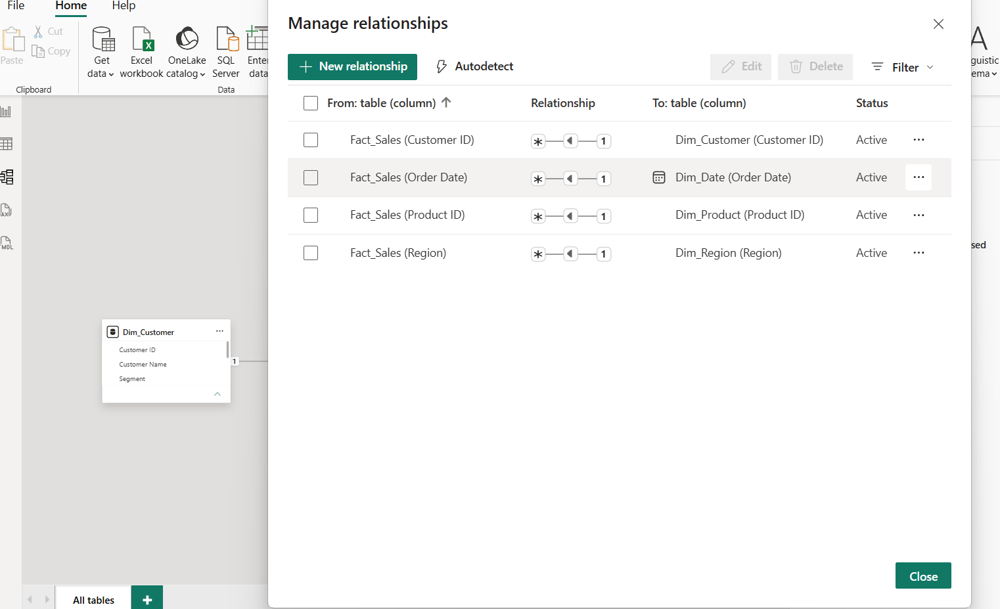 File Home Help
Paste
Cut
Copy
Clipboard
Get data
Excel workbook
OneLake catalog
SQL Server
Enter data
Data
Manage relationships
New relationship Autodetect Edit Delete Filter
From: table (column) Relationship To: table (column) Status
Fact_Sales (Customer ID) * 1 Dim_Customer (Customer ID) Active ...
Fact_Sales (Order Date) * 1 Dim_Date (Order Date) Active ...
Fact_Sales (Product ID) * 1 Dim_Product (Product ID) Active ...
Fact_Sales (Region) * 1 Dim_Region (Region) Active ...
Dim_Customer ...
Customer ID
Customer Name
Segment
1
Close
All tables +